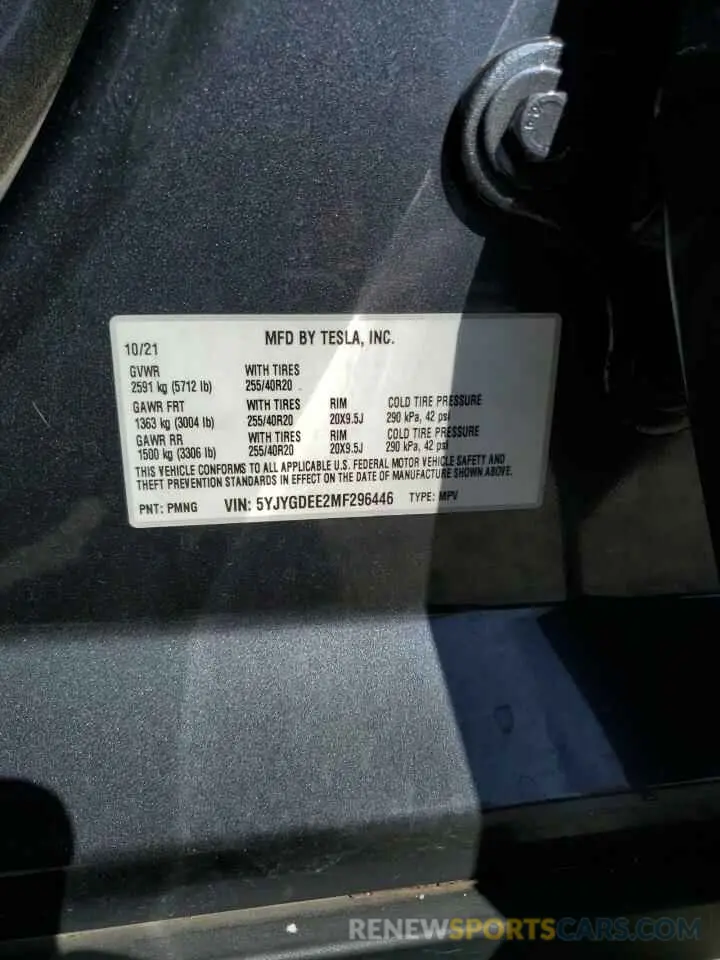 MFD BY TESLA, INC.
10/21
GVWR WITH TIRES
2591 kg (5712 lb) 255/40R20
GAWR FRT WITH TIRES RIM COLD TIRE PRESSURE
1363 kg (3004 lb) 255/40R20 20X9.5J 290 kPa, 42 psi
GAWR RR WITH TIRES RIM COLD TIRE PRESSURE
1500 kg (3306 lb) 255/40R20 20X9.5J 290 kPa, 42 psi
THIS VEHICLE CONFORMS TO ALL APPLICABLE U.S. FEDERAL MOTOR VEHICLE SAFETY AND
THEFT PREVENTION STANDARDS IN EFFECT ON THE DATE OF MANUFACTURE SHOWN ABOVE.
PNT: PMNG VIN: 5YJYGDEE2MF296446 TYPE: MPV
RENEWSPORTSCARS.COM